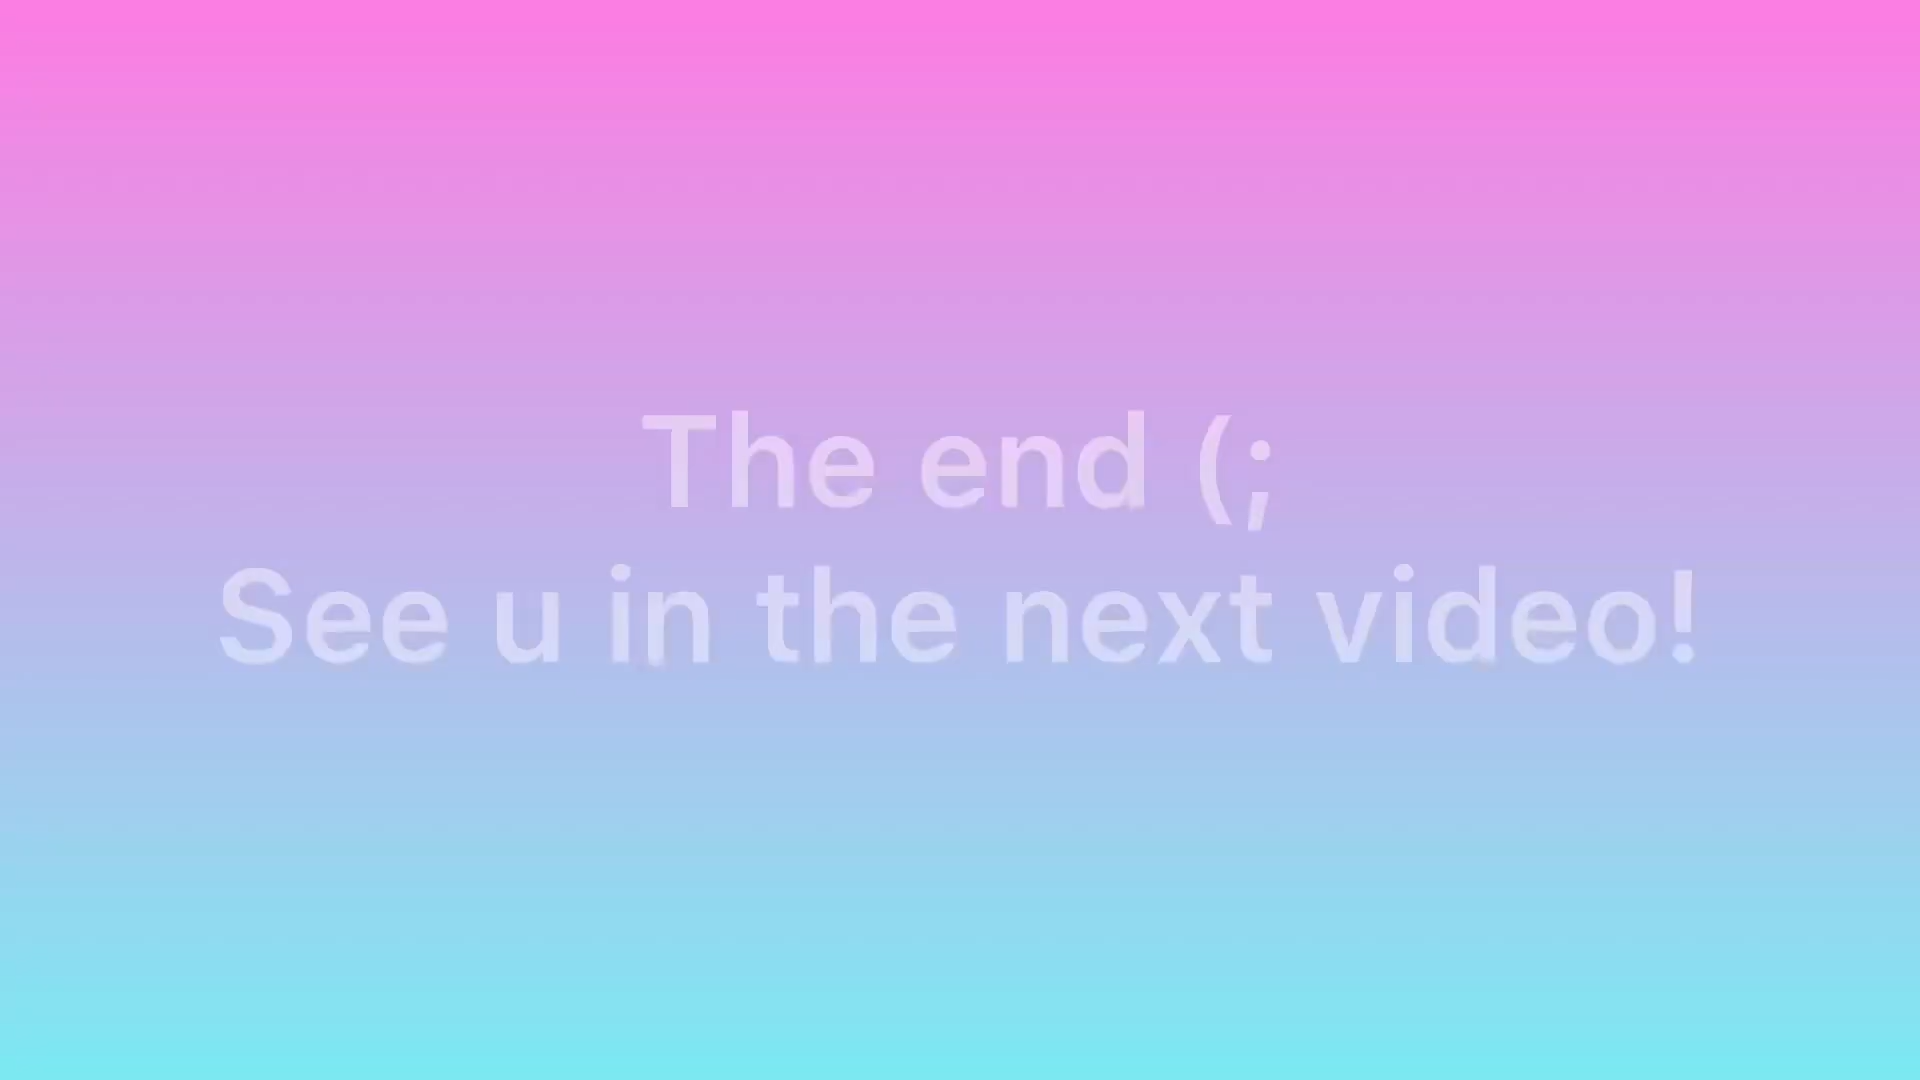 The end (;
See u in the next video!